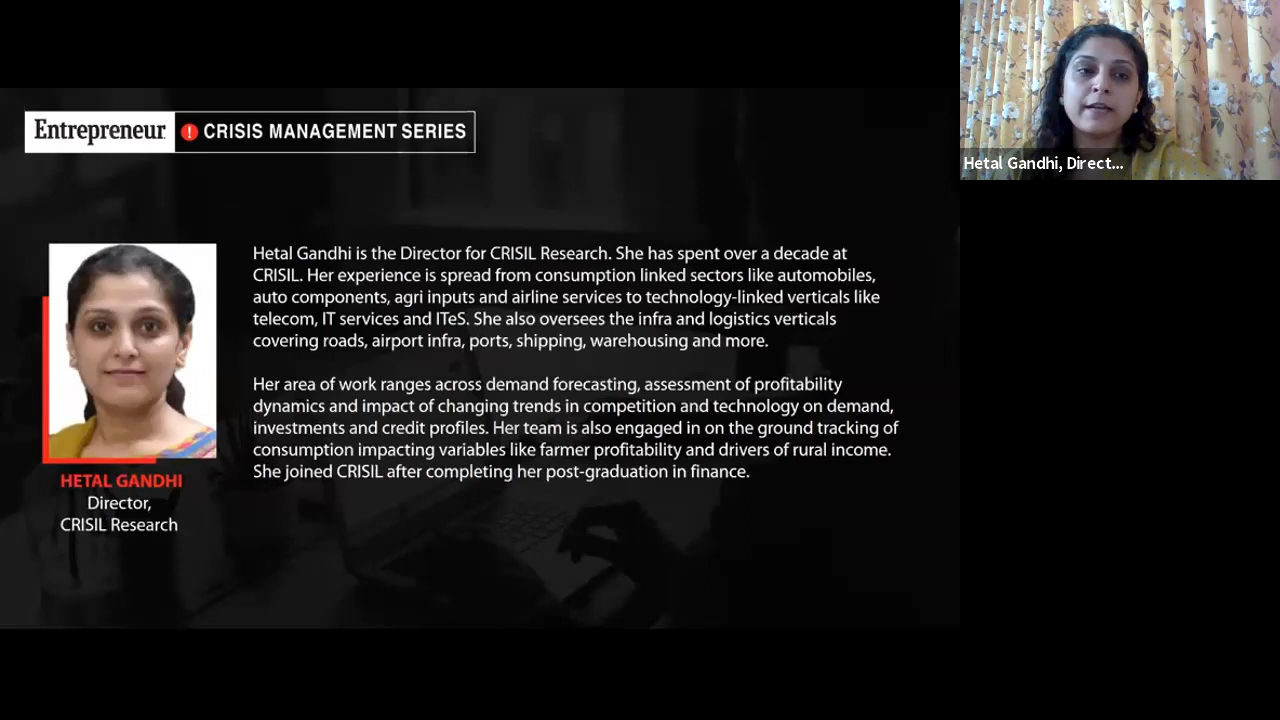 Entrepreneur ! CRISIS MANAGEMENT SERIES
Hetal Gandhi, Direct...
Hetal Gandhi is the Director for CRISIL Research. She has spent over a decade at
CRISIL. Her experience is spread from consumption linked sectors like automobiles,
auto components, agri inputs and airline services to technology-linked verticals like
telecom, IT services and ITeS. She also oversees the infra and logistics verticals
covering roads, airport infra, ports, shipping, warehousing and more.
Her area of work ranges across demand forecasting, assessment of profitability
dynamics and impact of changing trends in competition and technology on demand,
investments and credit profiles. Her team is also engaged in on the ground tracking of
consumption impacting variables like farmer profitability and drivers of rural income.
She joined CRISIL after completing her post-graduation in finance.
HETAL GANDHI
Director,
CRISIL Research